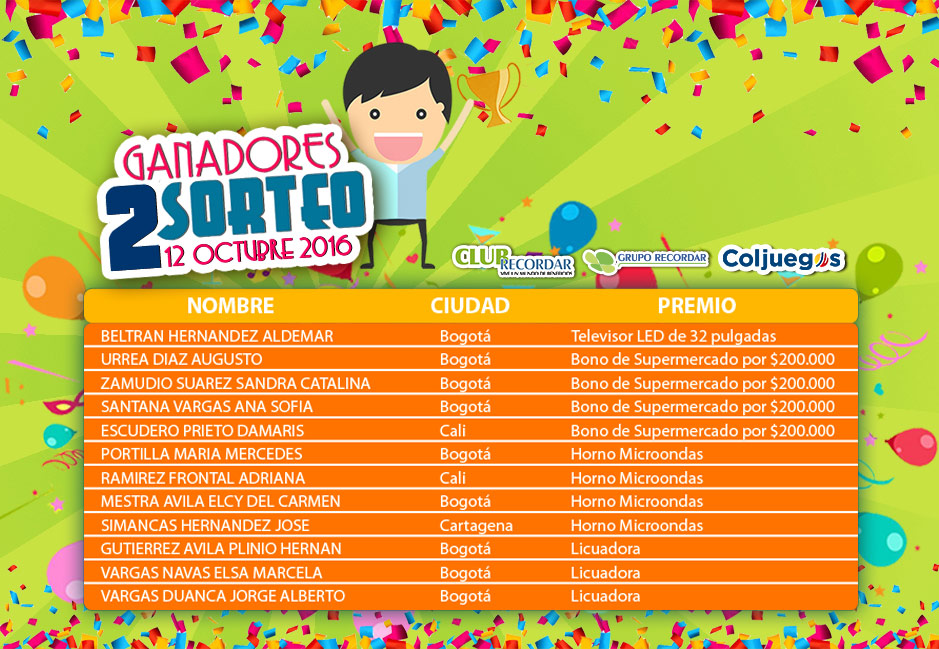 GANADORES
2 SORTEO
12 OCTUBRE 2016
CLUB RECORDAR
VIVE UN MUNDO DE BENEFICIOS
GRUPO RECORDAR
Coljuegos
NOMBRE CIUDAD PREMIO
BELTRAN HERNANDEZ ALDEMAR Bogotá Televisor LED de 32 pulgadas
URREA DIAZ AUGUSTO Bogotá Bono de Supermercado por $200.000
ZAMUDIO SUAREZ SANDRA CATALINA Bogotá Bono de Supermercado por $200.000
SANTANA VARGAS ANA SOFIA Bogotá Bono de Supermercado por $200.000
ESCUDERO PRIETO DAMARIS Cali Bono de Supermercado por $200.000
PORTILLA MARIA MERCEDES Bogotá Horno Microondas
RAMIREZ FRONTAL ADRIANA Cali Horno Microondas
MESTRA AVILA ELCY DEL CARMEN Bogotá Horno Microondas
SIMANCAS HERNANDEZ JOSE Cartagena Horno Microondas
GUTIERREZ AVILA PLINIO HERNAN Bogotá Licuadora
VARGAS NAVAS ELSA MARCELA Bogotá Licuadora
VARGAS DUANCA JORGE ALBERTO Bogotá Licuadora